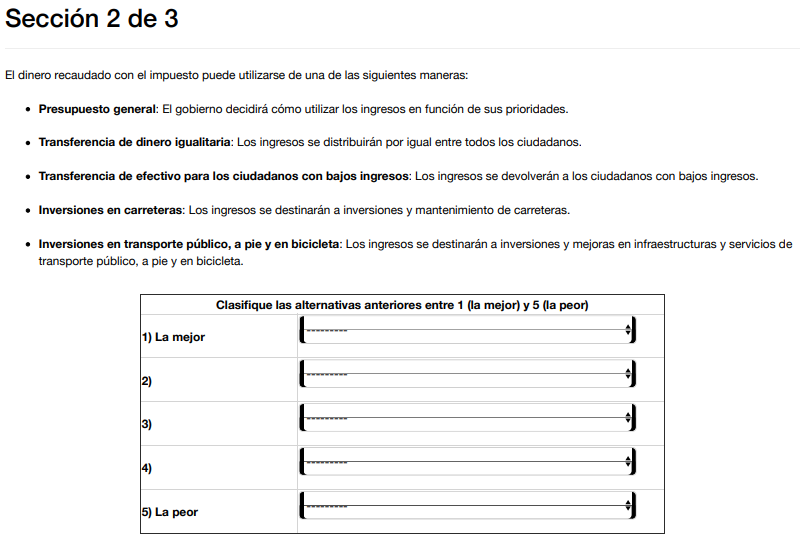 Sección 2 de 3
El dinero recaudado con el impuesto puede utilizarse de una de las siguientes maneras:
• Presupuesto general: El gobierno decidirá cómo utilizar los ingresos en función de sus prioridades.
• Transferencia de dinero igualitaria: Los ingresos se distribuirán por igual entre todos los ciudadanos.
• Transferencia de efectivo para los ciudadanos con bajos ingresos: Los ingresos se devolverán a los ciudadanos con bajos ingresos.
• Inversiones en carreteras: Los ingresos se destinarán a inversiones y mantenimiento de carreteras.
• Inversiones en transporte público, a pie y en bicicleta: Los ingresos se destinarán a inversiones y mejoras en infraestructuras y servicios de
transporte público, a pie y en bicicleta.
Clasifique las alternativas anteriores entre 1 (la mejor) y 5 (la peor)
1) La mejor ---------
2) ---------
3) ---------
4) ---------
5) La peor ---------